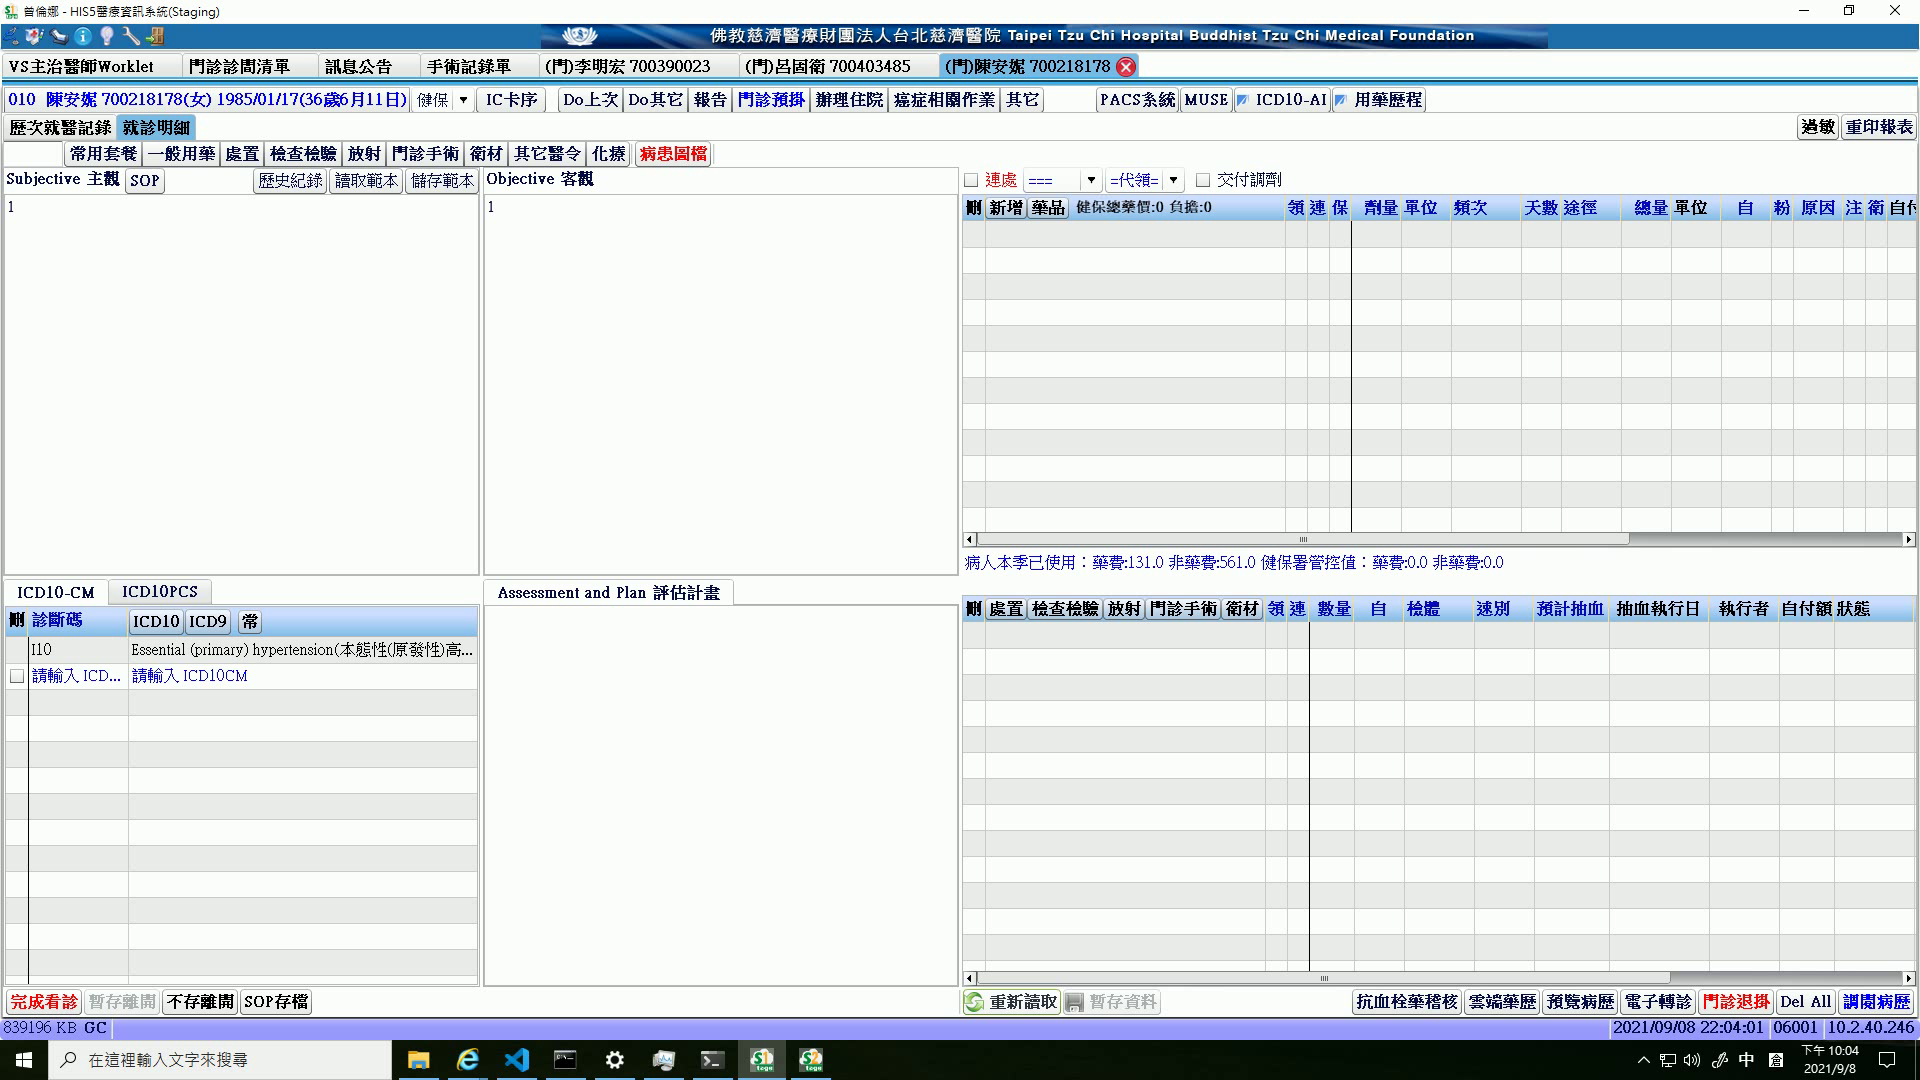 曾倫娜 - HIS5醫療資訊系統(Staging)
佛教慈濟醫療財團法人台北慈濟醫院 Taipei Tzu Chi Hospital Buddhist Tzu Chi Medical Foundation
VS主治醫師Worklet 門診診間清單 訊息公告 手術記錄單 (門)李明宏 700390023 (門)呂固衛 700403485 (門)陳安妮 700218178
010 陳安妮 700218178(女) 1985/01/17(36歲6月11日) 健保 IC卡序 Do上次 Do其它 報告 門診預掛 辦理住院 癌症相關作業 其它 PACS系統 MUSE ICD10-AI 用藥歷程
歷次就醫記錄 就診明細 過敏 重印報表
常用套餐 一般用藥 處置 檢查檢驗 放射 門診手術 衛材 其它醫令 化療 病患圖檔
Subjective 主觀 SOP 歷史紀錄 讀取範本 儲存範本 Objective 客觀 連處 === =代領= 交付調劑
1 1
刪 新增 藥品 健保總藥價:0 負擔:0 領 連 保 劑量 單位 頻次 天數 途徑 總量 單位 自 粉 原因 注 衛 自付
病人本季已使用：藥費:131.0 非藥費:561.0 健保署管控值：藥費:0.0 非藥費:0.0
ICD10-CM ICD10PCS Assessment and Plan 評估計畫
刪 診斷碼 ICD10 ICD9 常
刪 處置 檢查檢驗 放射 門診手術 衛材 領 連 數量 自 檢體 速別 預計抽血 抽血執行日 執行者 自付額 狀態
I10 Essential (primary) hypertension(本態性(原發性)高...
請輸入 ICD... 請輸入 ICD10CM
完成看診 暫存離開 不存離開 SOP存檔 重新讀取 暫存資料 抗血栓藥稽核 雲端藥歷 預覽病歷 電子轉診 門診退掛 Del All 調閱病歷
839196 KB GC 2021/09/08 22:04:01 06001 10.2.40.246
在這裡輸入文字來搜尋 中 下午 10:04
2021/9/8